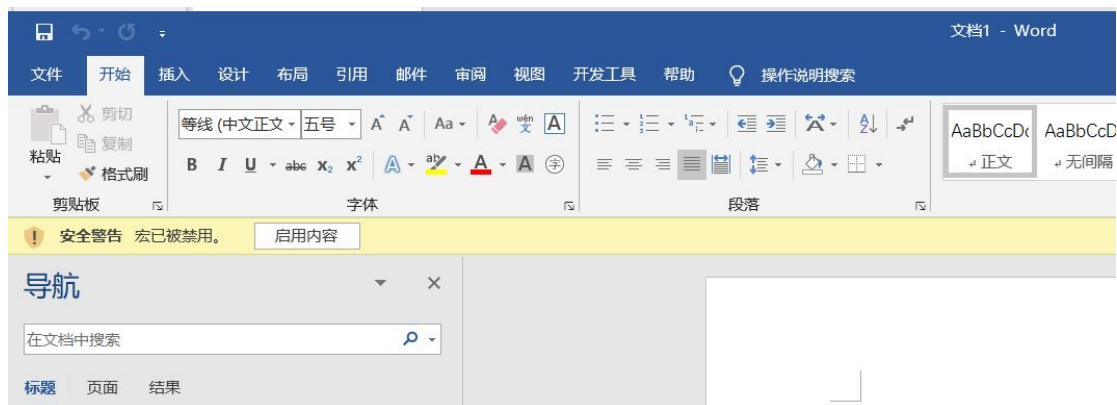 文档1 - Word
文件 开始 插入 设计 布局 引用 邮件 审阅 视图 开发工具 帮助 操作说明搜索
剪切
复制
粘贴
格式刷
剪贴板
等线 (中文正文 五号 A A Aa wén 文 A
B I U abc X₂ X² A ab A A 字
字体
段落
AaBbCcDc AaBbCcD
正文 无间隔
安全警告 宏已被禁用。 启用内容
导航
在文档中搜索
标题 页面 结果